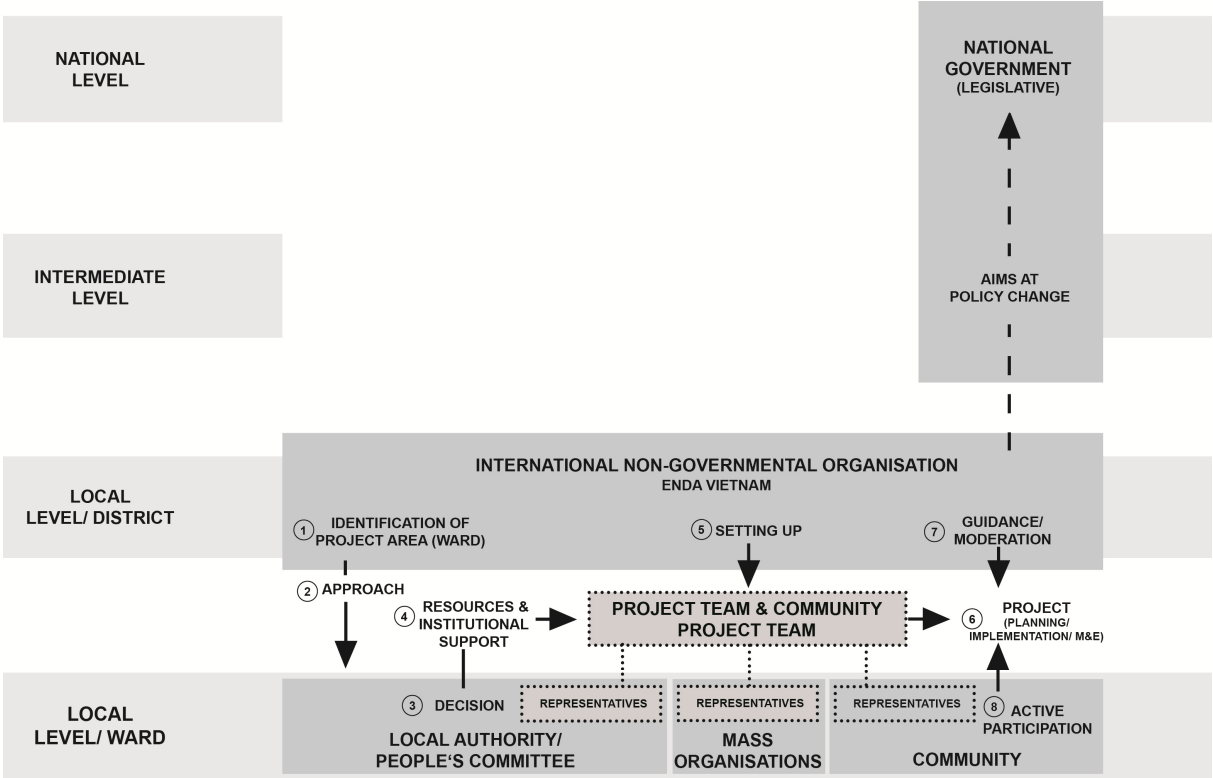 NATIONAL
LEVEL
NATIONAL
GOVERNMENT
(LEGISLATIVE)
INTERMEDIATE
LEVEL
AIMS AT
POLICY CHANGE
LOCAL
LEVEL/ DISTRICT
INTERNATIONAL NON-GOVERNMENTAL ORGANISATION
ENDA VIETNAM
1 IDENTIFICATION OF
PROJECT AREA (WARD)
5 SETTING UP
7 GUIDANCE/
MODERATION
2 APPROACH
4 RESOURCES &
INSTITUTIONAL
SUPPORT
PROJECT TEAM & COMMUNITY
PROJECT TEAM
6 PROJECT
(PLANNING/
IMPLEMENTATION/ M&E)
LOCAL
LEVEL/ WARD
3 DECISION
REPRESENTATIVES
LOCAL AUTHORITY/
PEOPLE‘S COMMITTEE
REPRESENTATIVES
MASS
ORGANISATIONS
REPRESENTATIVES
8 ACTIVE
PARTICIPATION
COMMUNITY